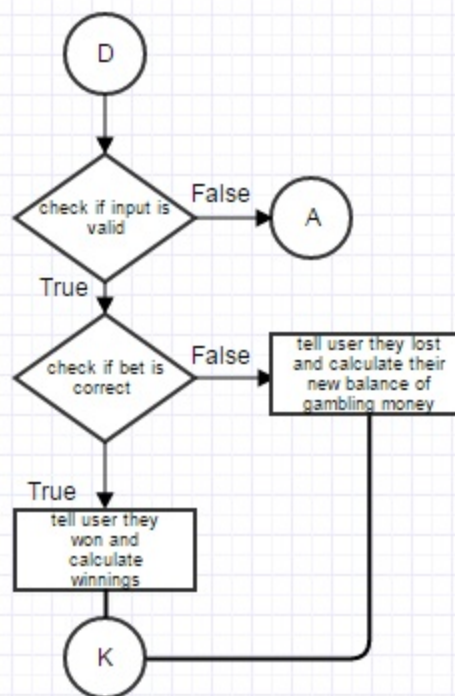 D
check if input is
valid
False
A
True
check if bet is
correct
False
tell user they lost
and calculate their
new balance of
gambling money
True
tell user they
won and
calculate
winnings
K